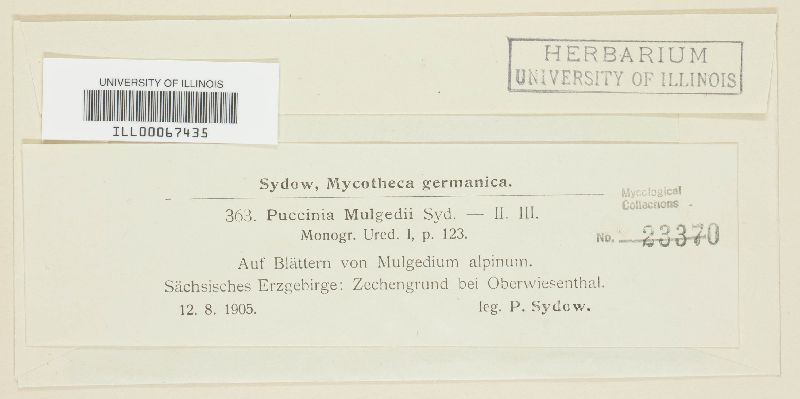 HERBARIUM
UNIVERSITY OF ILLINOIS
UNIVERSITY OF ILLINOIS
ILL00067435
Sydow, Mycotheca germanica.
363. Puccinia Mulgedii Syd. — II. III.
Monogr. Ured. I, p. 123.
Mycological
Collections
No. 23370
Auf Blättern von Mulgedium alpinum.
Sächsisches Erzgebirge: Zechengrund bei Oberwiesenthal.
12. 8. 1905. leg. P. Sydow.